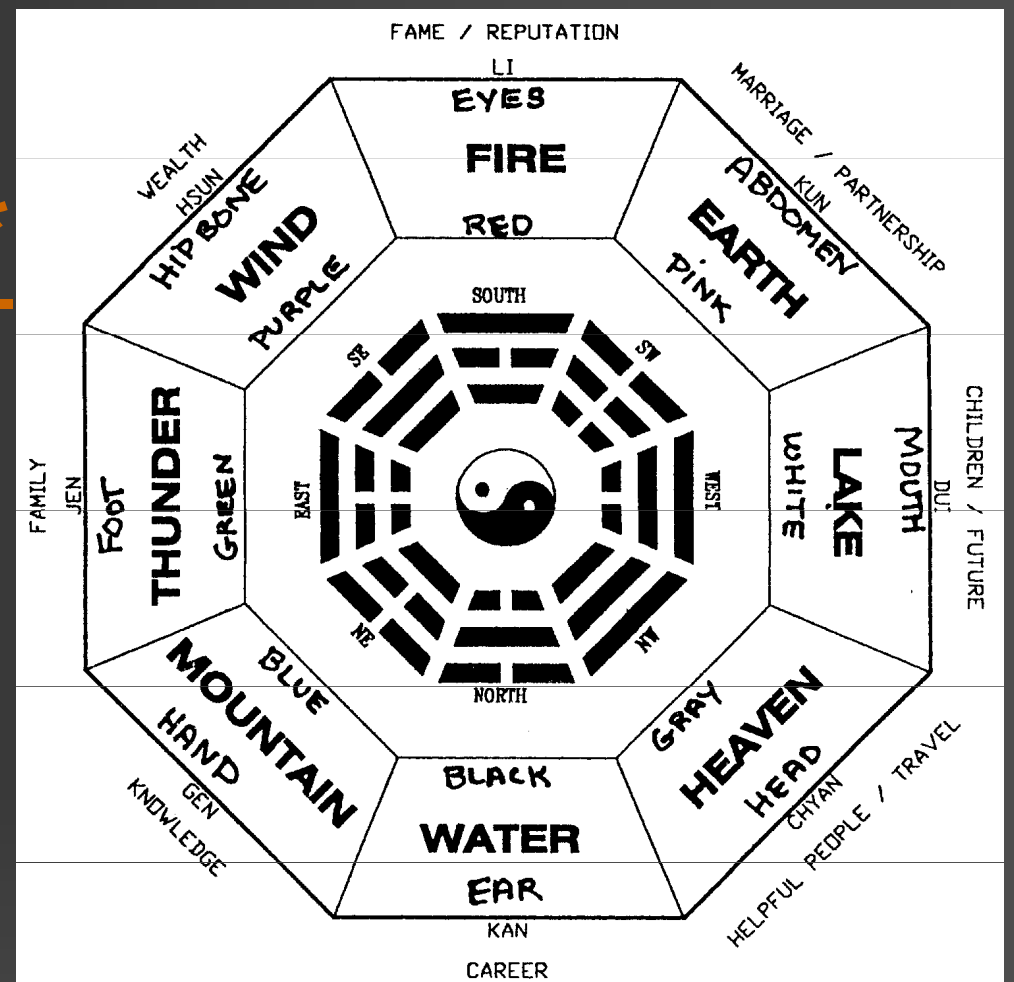 FAME / REPUTATION
LI
EYES
FIRE
RED
MARRIAGE / PARTNERSHIP
KUN
ABDOMEN
EARTH
PINK
CHILDREN / FUTURE
DUI
MOUTH
LAKE
WHITE
HELPFUL PEOPLE / TRAVEL
CHYAN
HEAD
HEAVEN
GRAY
BLACK
WATER
EAR
KAN
CAREER
BLUE
MOUNTAIN
HAND
GEN
KNOWLEDGE
FAMILY
JEN
FOOT
THUNDER
GREEN
WEALTH
HSUN
HIP BONE
WIND
PURPLE
SOUTH
SW
WEST
NW
NORTH
NE
EAST
SE